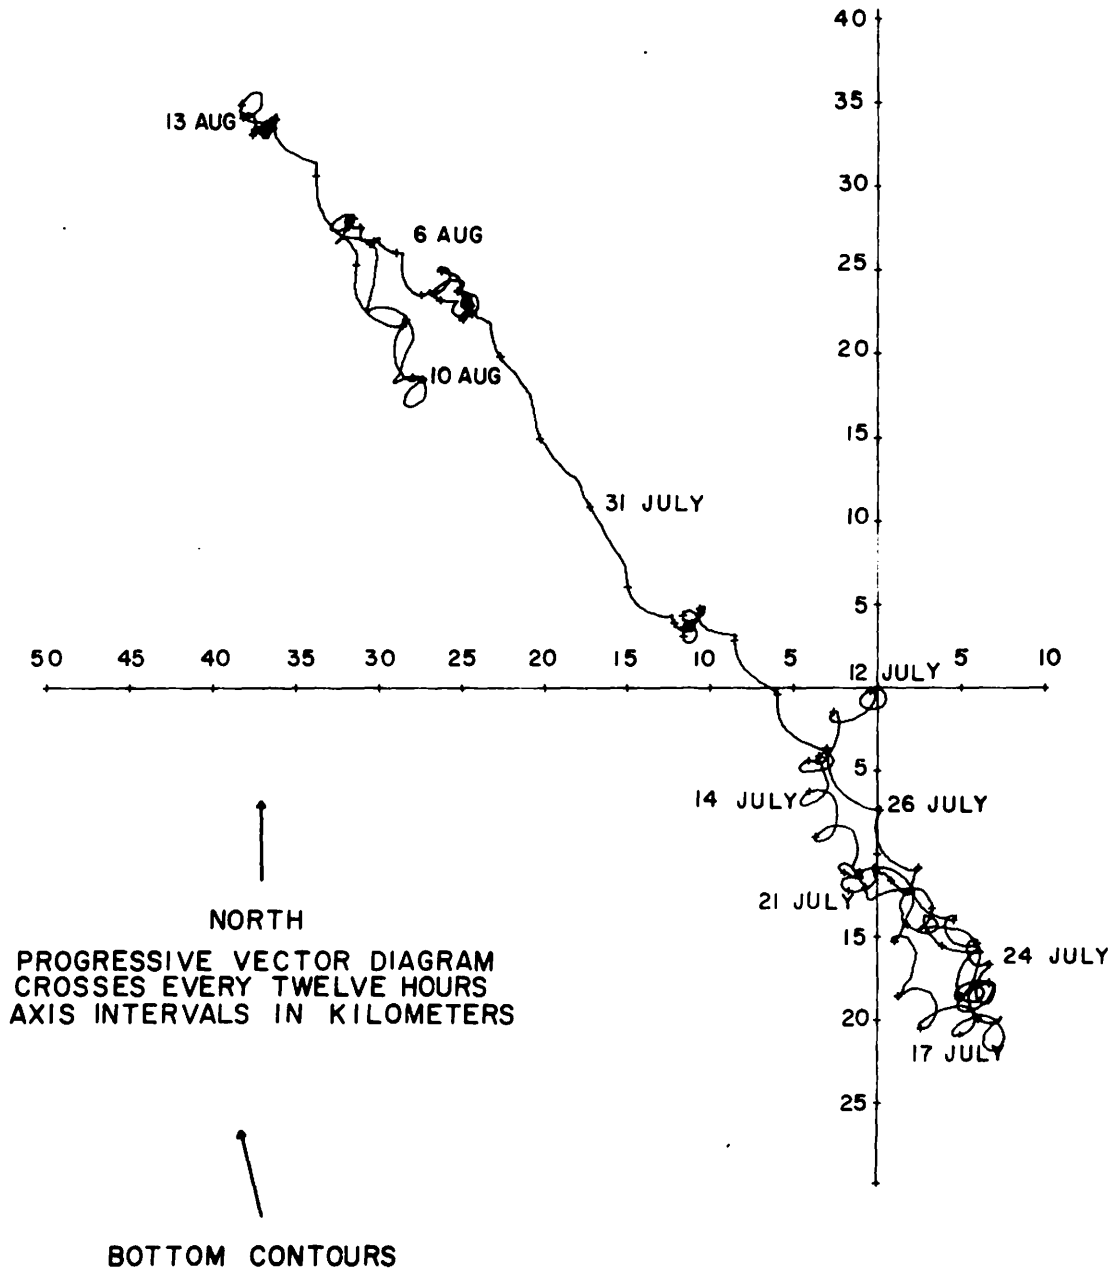 40
35
13 AUG
30
6 AUG
25
20
10 AUG
15
31 JULY
10
5
50 45 40 35 30 25 20 15 10 5 5 10
12 JULY
5
14 JULY
26 JULY
21 JULY
15
24 JULY
20
17 JULY
25
NORTH
PROGRESSIVE VECTOR DIAGRAM
CROSSES EVERY TWELVE HOURS
AXIS INTERVALS IN KILOMETERS
BOTTOM CONTOURS